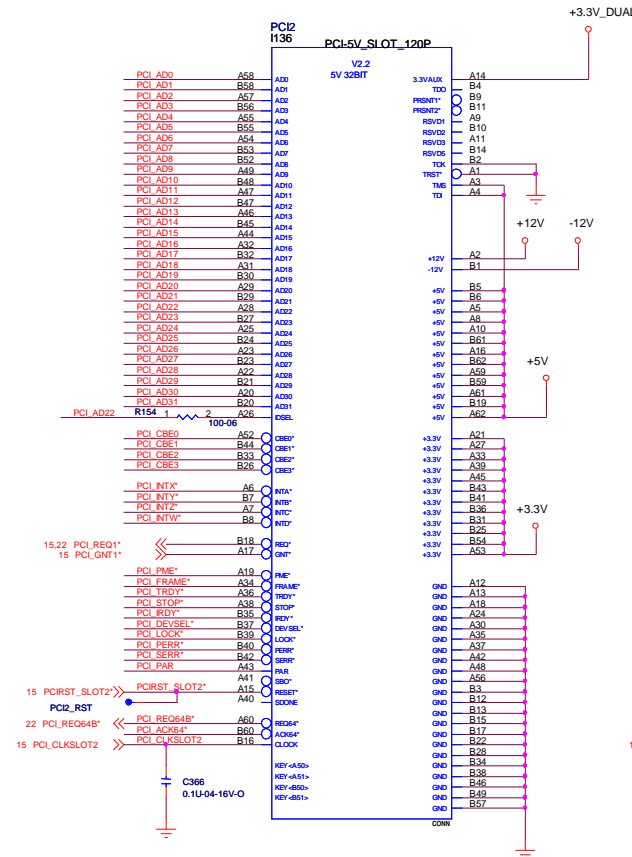 +3.3V_DUAL
PCI2
I136
PCI-5V_SLOT_120P
V2.2
5V 32BIT
PCI_AD0 A58 AD0 3.3VAUX A14
PCI_AD1 B58 AD1 TDO B4
PCI_AD2 A57 AD2 PRSNT1* B9
PCI_AD3 B56 AD3 PRSNT2* B11
PCI_AD4 A55 AD4 RSVD1 A9
PCI_AD5 B55 AD5 RSVD2 B10
PCI_AD6 A54 AD6 RSVD3 A11
PCI_AD7 B53 AD7 RSVD5 B14
PCI_AD8 B52 AD8 TCK B2
PCI_AD9 A49 AD9 TRST* A1
PCI_AD10 B48 AD10 TMS A3
PCI_AD11 A47 AD11 TDI A4
PCI_AD12 B47 AD12
PCI_AD13 A46 AD13
PCI_AD14 B45 AD14 +12V -12V
PCI_AD15 A44 AD15
PCI_AD16 A32 AD16
PCI_AD17 B32 AD17 +12V A2
PCI_AD18 A31 AD18 -12V B1
PCI_AD19 B30 AD19
PCI_AD20 A29 AD20 +5V B5
PCI_AD21 B29 AD21 +5V B6
PCI_AD22 A28 AD22 +5V A5
PCI_AD23 B27 AD23 +5V A8
PCI_AD24 A25 AD24 +5V A10
PCI_AD25 B24 AD25 +5V B61
PCI_AD26 A23 AD26 +5V A16
PCI_AD27 B23 AD27 +5V B62 +5V
PCI_AD28 A22 AD28 +5V A59
PCI_AD29 B21 AD29 +5V B59
PCI_AD30 A20 AD30 +5V A61
PCI_AD31 B20 AD31 +5V B19
PCI_AD22 R154 1 2 A26 IDSEL +5V A62
100-06
PCI_CBE0 A52 CBE0* +3.3V A21
PCI_CBE1 B44 CBE1* +3.3V A27
PCI_CBE2 B33 CBE2* +3.3V A33
PCI_CBE3 B26 CBE3* +3.3V A39
+3.3V A45
PCI_INTX* A6 INTA* +3.3V B43
PCI_INTY* B7 INTB* +3.3V B41
PCI_INTZ* A7 INTC* +3.3V B36 +3.3V
PCI_INTW* B8 INTD* +3.3V B31
+3.3V B25
15,22 PCI_REQ1* B18 REQ* +3.3V B54
15 PCI_GNT1* A17 GNT* +3.3V A53
PCI_PME* A19 PME*
PCI_FRAME* A34 FRAME* GND A12
PCI_TRDY* A36 TRDY* GND A13
PCI_STOP* A38 STOP* GND A18
PCI_IRDY* B35 IRDY* GND A24
PCI_DEVSEL* B37 DEVSEL* GND A30
PCI_LOCK* B39 LOCK* GND A35
PCI_PERR* B40 PERR* GND A37
PCI_SERR* B42 SERR* GND A42
PCI_PAR A43 PAR GND A48
A41 SBO* GND A56
15 PCIRST_SLOT2* PCIRST_SLOT2* A15 RESET* GND B3
PCI2_RST A40 SDONE GND B12
GND B13
22 PCI_REQ64B* PCI_REQ64B* A60 REQ64* GND B15
PCI_ACK64* B60 ACK64* GND B17
15 PCI_CLKSLOT2 PCI_CLKSLOT2 B16 CLOCK GND B22
GND B28
KEY<A50> GND B34
KEY<A51> GND B38
C366 KEY<B50> GND B46
0.1U-04-16V-O KEY<B51> GND B49
GND B57
CONN
1